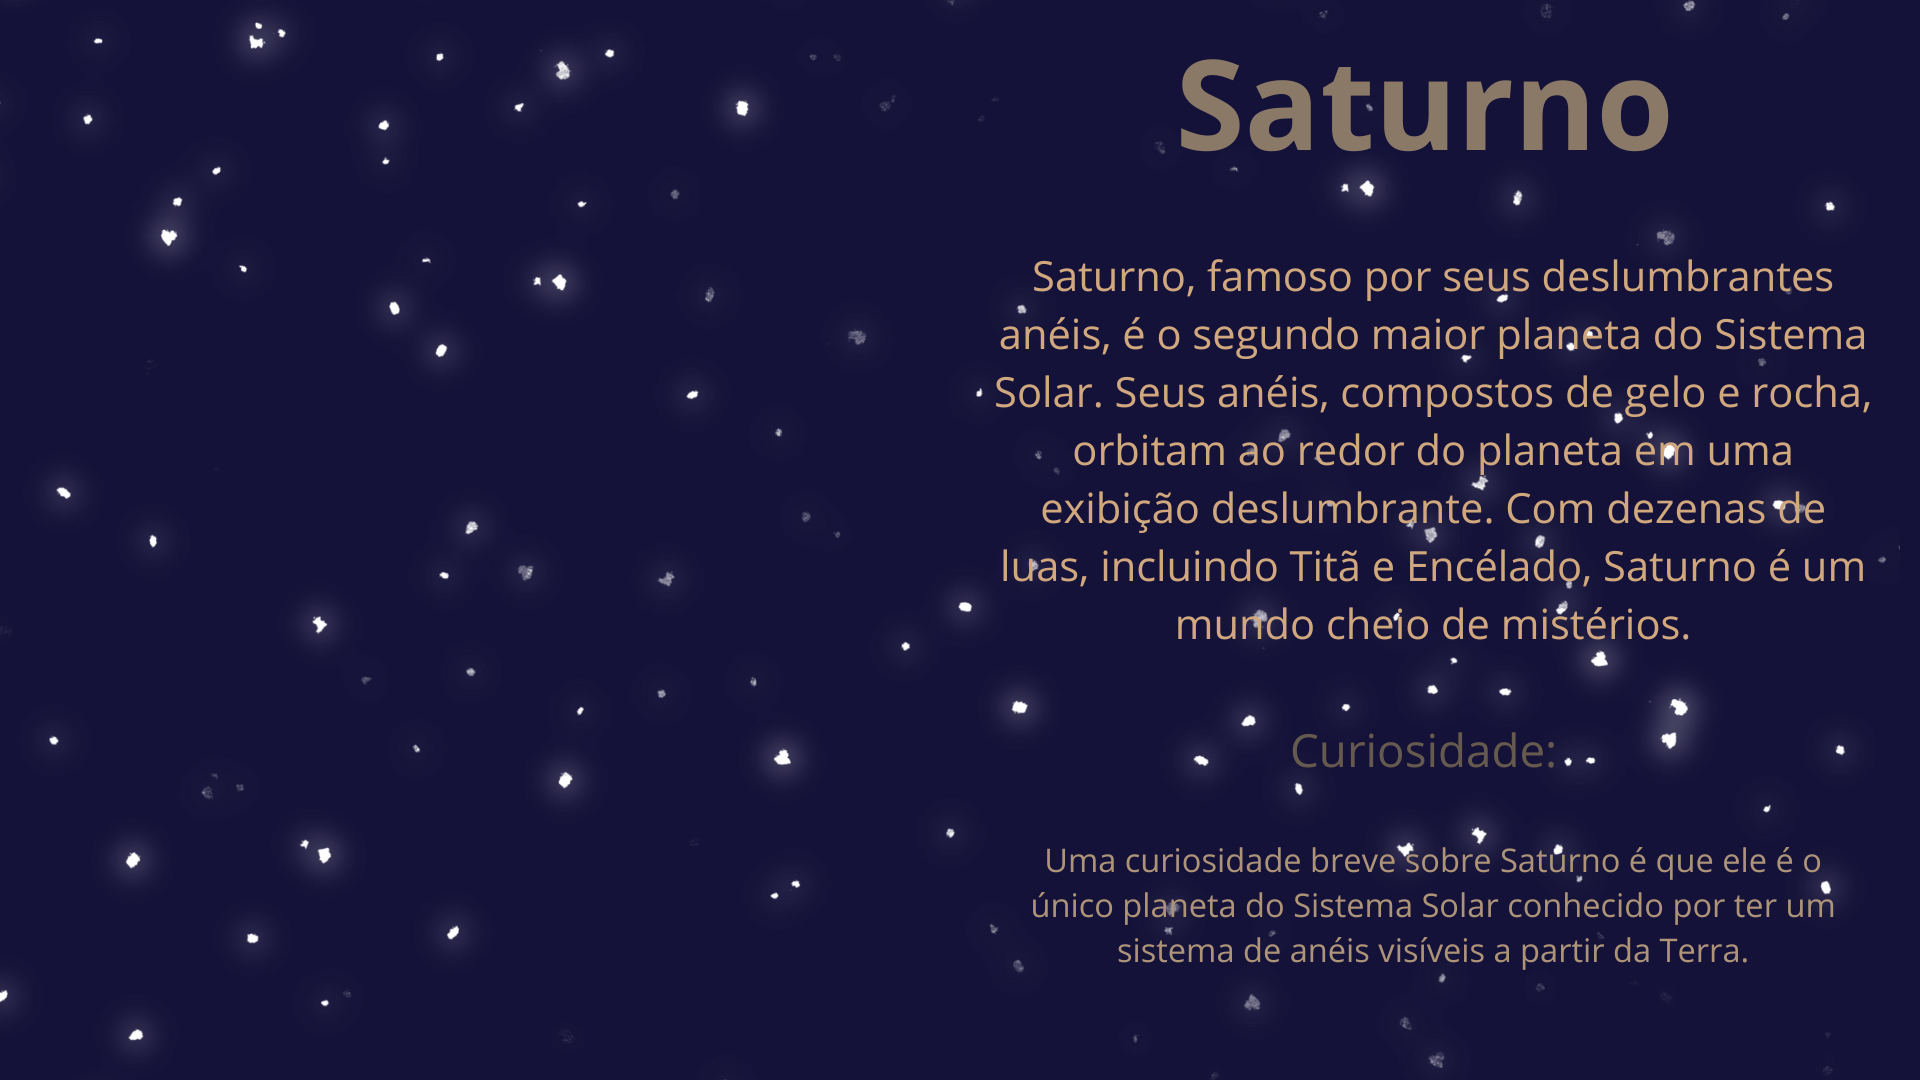 Saturno
Saturno, famoso por seus deslumbrantes
anéis, é o segundo maior planeta do Sistema
Solar. Seus anéis, compostos de gelo e rocha,
orbitam ao redor do planeta em uma
exibição deslumbrante. Com dezenas de
luas, incluindo Titã e Encélado, Saturno é um
mundo cheio de mistérios.
Curiosidade:
Uma curiosidade breve sobre Saturno é que ele é o
único planeta do Sistema Solar conhecido por ter um
sistema de anéis visíveis a partir da Terra.